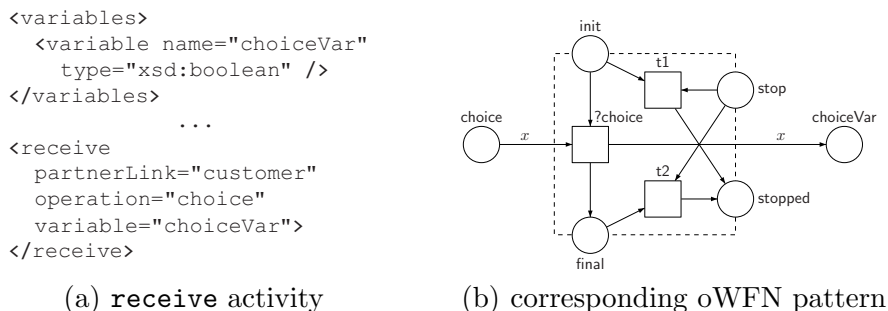 <variables>
<variable name="choiceVar"
type="xsd:boolean" />
</variables>
...
<receive
partnerLink="customer"
operation="choice"
variable="choiceVar">
</receive>
(a) receive activity
init
t1
stop
choice
x
?choice
x
choiceVar
t2
stopped
final
(b) corresponding oWFN pattern